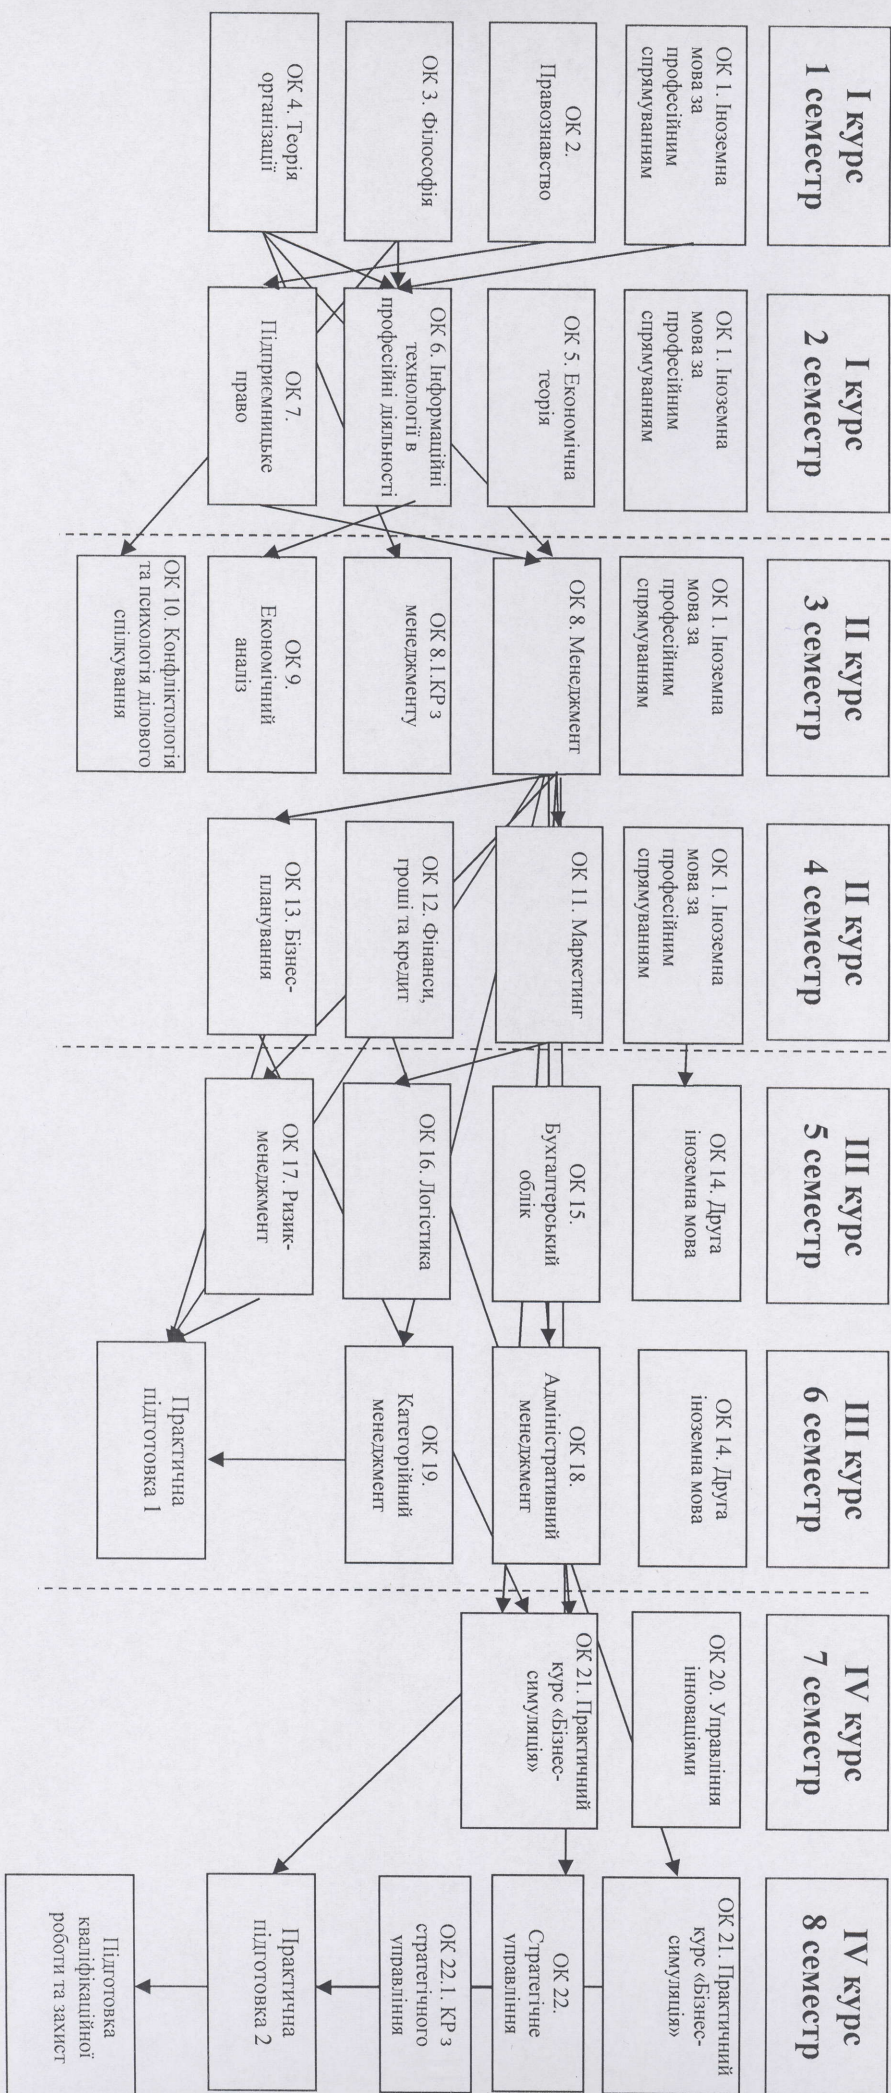 І курс
1 семестр
ОК 1. Іноземна
мова за
професійним
спрямуванням
ОК 2.
Правознавство
ОК 3. Філософія
ОК 4. Теорія
організації
І курс
2 семестр
ОК 1. Іноземна
мова за
професійним
спрямуванням
ОК 5. Економічна
теорія
ОК 6. Інформаційні
технології в
професійні діяльності
ОК 7.
Підприємницьке
право
ІІ курс
3 семестр
ОК 1. Іноземна
мова за
професійним
спрямуванням
ОК 8. Менеджмент
ОК 8.1.КР з
менеджменту
ОК 9.
Економічний
аналіз
ОК 10. Конфліктологія
та психологія ділового
спілкування
ІІ курс
4 семестр
ОК 1. Іноземна
мова за
професійним
спрямуванням
ОК 11. Маркетинг
ОК 12. Фінанси,
гроші та кредит
ОК 13. Бізнес-
планування
ІІІ курс
5 семестр
ОК 14. Друга
іноземна мова
ОК 15.
Бухгалтерський
облік
ОК 16. Логістика
ОК 17. Ризик-
менеджмент
ІІІ курс
6 семестр
ОК 14. Друга
іноземна мова
ОК 18.
Адміністративний
менеджмент
ОК 19.
Категорійний
менеджмент
Практична
підготовка 1
IV курс
7 семестр
ОК 20. Управління
інноваціями
ОК 21. Практичний
курс «Бізнес-
симуляція»
IV курс
8 семестр
ОК 21. Практичний
курс «Бізнес-
симуляція»
ОК 22.
Стратегічне
управління
ОК 22.1. КР з
стратегічного
управління
Практична
підготовка 2
Підготовка
кваліфікаційної
роботи та захист